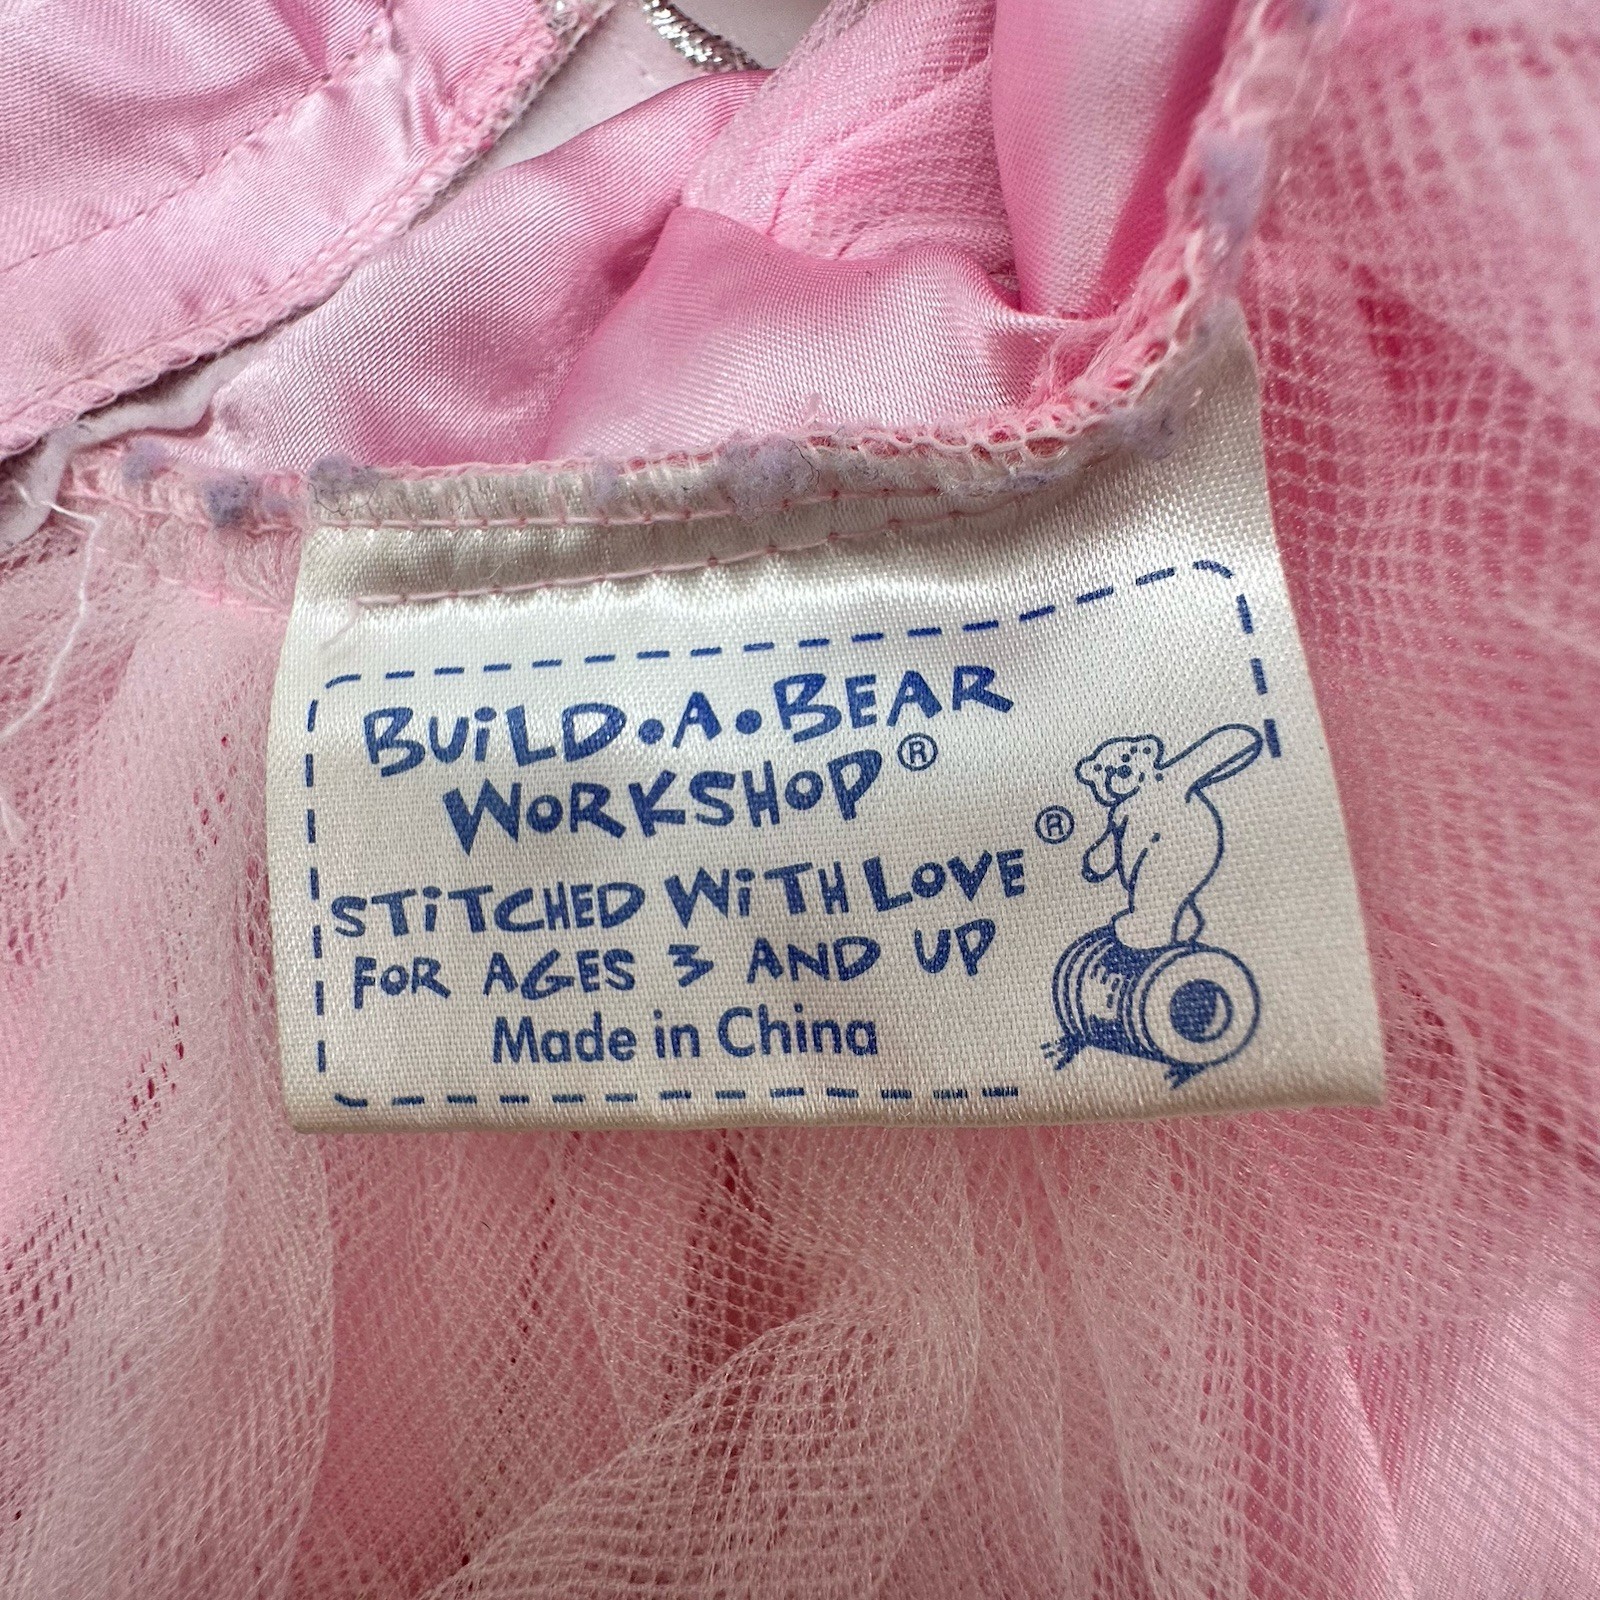 BUiLD•A•BEAR
WORKSHOP®
STiTCHED WiTH LOVE®
FOR AGES 3 AND UP
Made in China